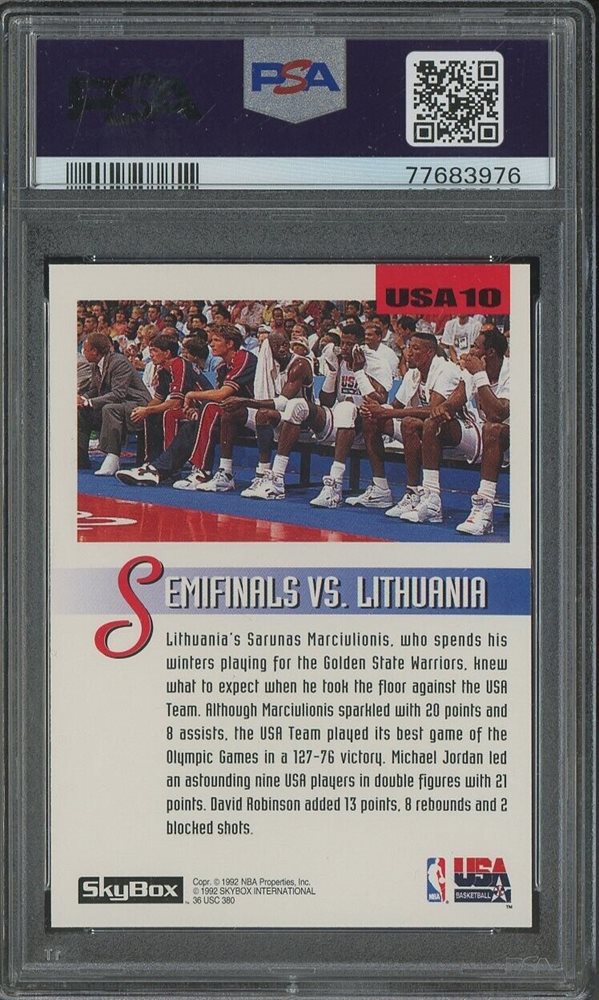 PSA
PSA
77683976
USA10
USA
SEMIFINALS VS. LITHUANIA
Lithuania's Sarunas Marciulionis, who spends his
winters playing for the Golden State Warriors, knew
what to expect when he took the floor against the USA
Team. Although Marciulionis sparkled with 20 points and
8 assists, the USA Team played its best game of the
Olympic Games in a 127-76 victory. Michael Jordan led
an astounding nine USA players in double figures with 21
points. David Robinson added 13 points, 8 rebounds and 2
blocked shots.
SkyBox™
Copr. © 1992 NBA Properties, Inc.
© 1992 SKYBOX INTERNATIONAL
36 USC 380
NBA
USA
BASKETBALL
™
PSA